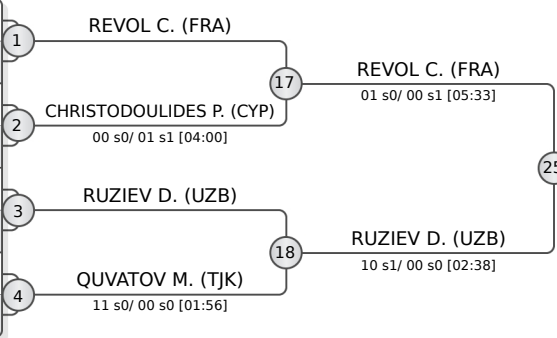 REVOL C. (FRA)
1
17
REVOL C. (FRA)
01 s0/ 00 s1 [05:33]
CHRISTODOULIDES P. (CYP)
2
00 s0/ 01 s1 [04:00]
25
RUZIEV D. (UZB)
3
18
RUZIEV D. (UZB)
10 s1/ 00 s0 [02:38]
QUVATOV M. (TJK)
4
11 s0/ 00 s0 [01:56]